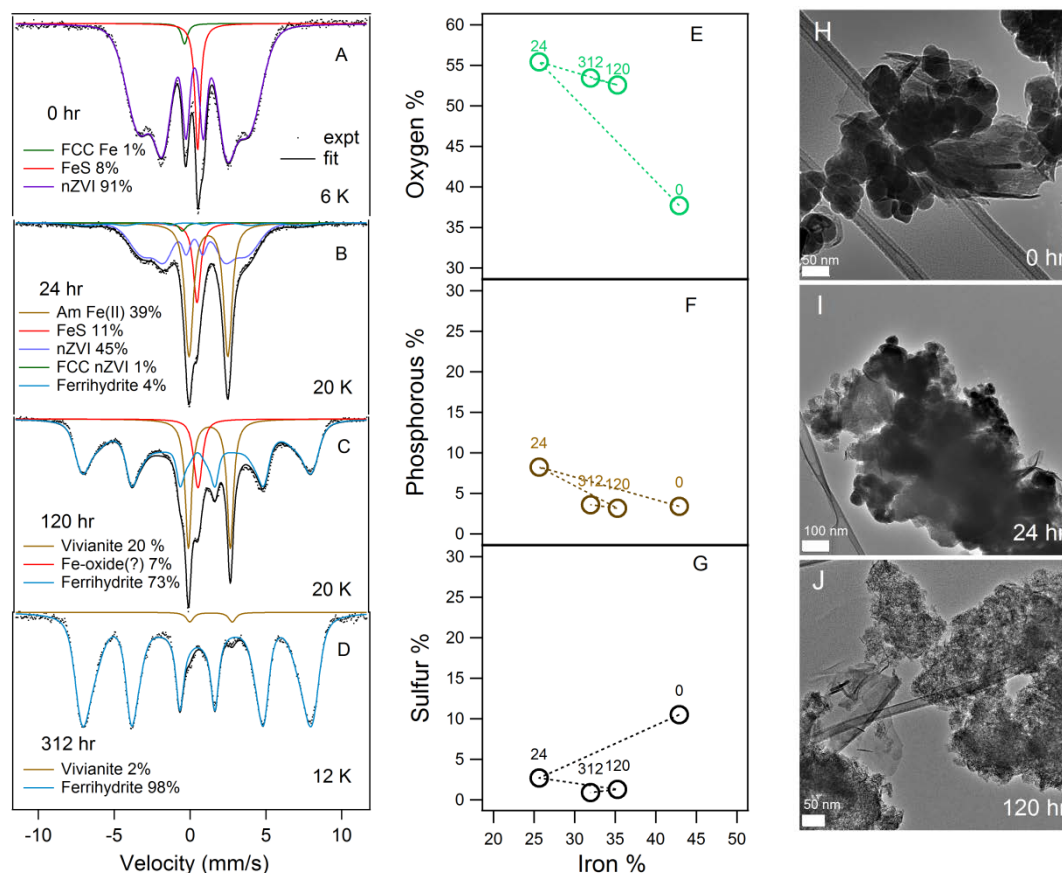 A
0 hr
expt
fit
FCC Fe 1%
FeS 8%
nZVI 91%
6 K
B
24 hr
Am Fe(II) 39%
FeS 11%
nZVI 45%
FCC nZVI 1%
Ferrihydrite 4%
20 K
C
120 hr
Vivianite 20 %
Fe-oxide(?) 7%
Ferrihydrite 73%
20 K
D
312 hr
Vivianite 2%
Ferrihydrite 98%
12 K
-10 -5 0 5 10
Velocity (mm/s)
E
Oxygen %
60
55
50
45
40
35
30
24
312 120
0
F
Phosphorous %
30
25
20
15
10
5
0
24
312 120
0
G
Sulfur %
30
25
20
15
10
5
0
24
312 120
0
20 25 30 35 40 45 50
Iron %
H
50 nm
0 hr
I
100 nm
24 hr
J
50 nm
120 hr